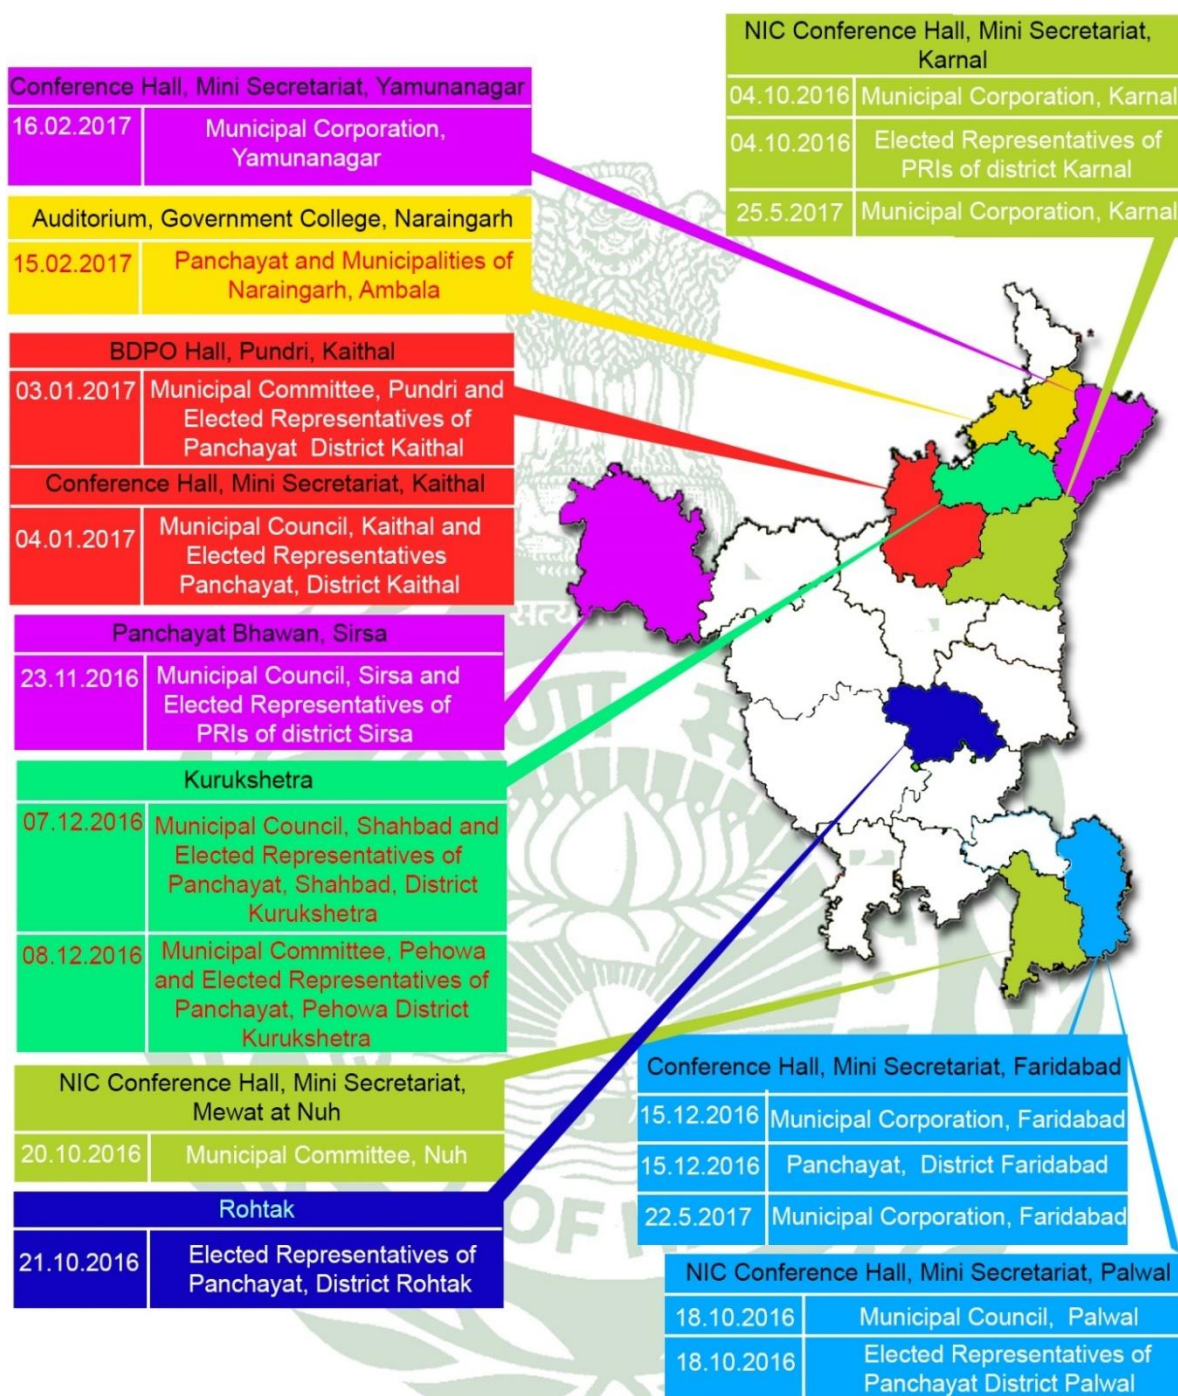 Conference Hall, Mini Secretariat, Yamunanagar
16.02.2017 Municipal Corporation,
Yamunanagar
Auditorium, Government College, Naraingarh
15.02.2017 Panchayat and Municipalities of
Naraingarh, Ambala
BDPO Hall, Pundri, Kaithal
03.01.2017 Municipal Committee, Pundri and
Elected Representatives of
Panchayat District Kaithal
Conference Hall, Mini Secretariat, Kaithal
04.01.2017 Municipal Council, Kaithal and
Elected Representatives
Panchayat, District Kaithal
Panchayat Bhawan, Sirsa
23.11.2016 Municipal Council, Sirsa and
Elected Representatives of
PRIs of district Sirsa
Kurukshetra
07.12.2016 Municipal Council, Shahbad and
Elected Representatives of
Panchayat, Shahbad, District
Kurukshetra
08.12.2016 Municipal Committee, Pehowa
and Elected Representatives of
Panchayat, Pehowa District
Kurukshetra
NIC Conference Hall, Mini Secretariat,
Mewat at Nuh
20.10.2016 Municipal Committee, Nuh
Rohtak
21.10.2016 Elected Representatives of
Panchayat, District Rohtak
NIC Conference Hall, Mini Secretariat,
Karnal
04.10.2016 Municipal Corporation, Karnal
04.10.2016 Elected Representatives of
PRIs of district Karnal
25.5.2017 Municipal Corporation, Karnal
Conference Hall, Mini Secretariat, Faridabad
15.12.2016 Municipal Corporation, Faridabad
15.12.2016 Panchayat, District Faridabad
22.5.2017 Municipal Corporation, Faridabad
NIC Conference Hall, Mini Secretariat, Palwal
18.10.2016 Municipal Council, Palwal
18.10.2016 Elected Representatives of
Panchayat District Palwal
OF